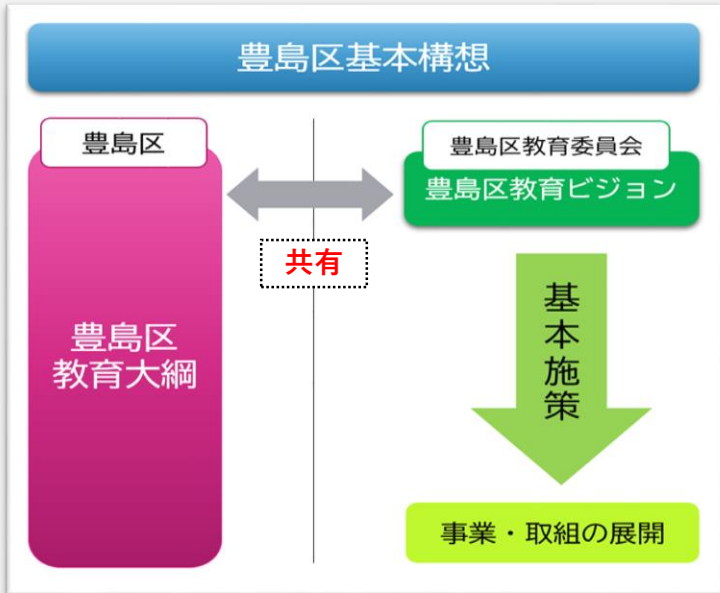 豊島区基本構想
豊島区
豊島区
教育大綱
共有
豊島区教育委員会
豊島区教育ビジョン
基本施策
事業・取組の展開